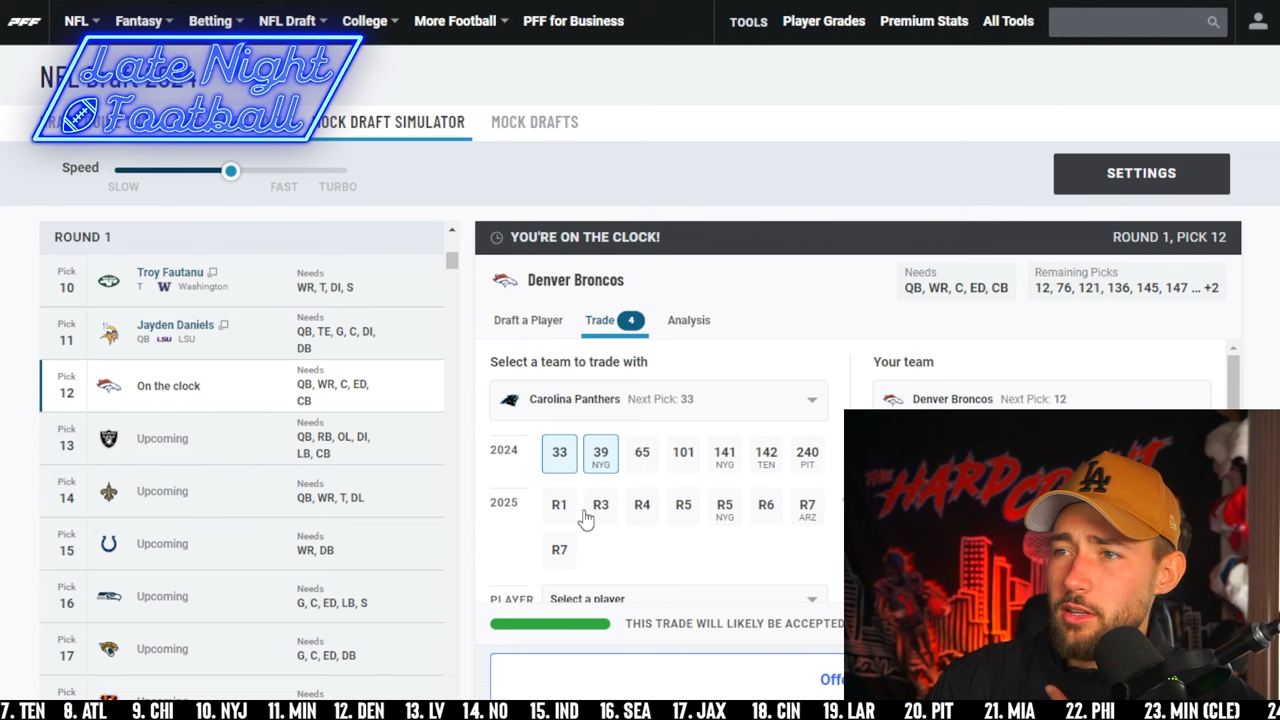 PFF NFL Fantasy Betting NFL Draft College More Football PFF for Business TOOLS Player Grades Premium Stats All Tools
NFL Draft 2024
Late Night
Football
MOCK DRAFT SIMULATOR MOCK DRAFTS
Speed
SLOW FAST TURBO
SETTINGS
ROUND 1
Pick 10 Troy Fautanu T W Washington Needs WR, T, DI, S
Pick 11 Jayden Daniels QB LSU LSU Needs QB, TE, G, C, DI, DB
Pick 12 On the clock Needs QB, WR, C, ED, CB
Pick 13 Upcoming Needs QB, RB, OL, DI, LB, CB
Pick 14 Upcoming Needs QB, WR, T, DL
Pick 15 Upcoming Needs WR, DB
Pick 16 Upcoming Needs G, C, ED, LB, S
Pick 17 Upcoming Needs G, C, ED, DB
Pick Upcoming Needs
YOU'RE ON THE CLOCK! ROUND 1, PICK 12
Denver Broncos
Needs
QB, WR, C, ED, CB
Remaining Picks
12, 76, 121, 136, 145, 147 ... +2
Draft a Player Trade 4 Analysis
Select a team to trade with Your team
Carolina Panthers Next Pick: 33 Denver Broncos Next Pick: 12
2024 33 39 NYG 65 101 141 NYG 142 TEN 240 PIT
2025 R1 R3 R4 R5 R5 NYG R6 R7 ARZ
R7
PLAYER Select a player
THIS TRADE WILL LIKELY BE ACCEPTED
LA
7. TEN 8. ATL 9. CHI 10. NYJ 11. MIN 12. DEN 13. LV 14. NO 15. IND 16. SEA 17. JAX 18. CIN 19. LAR 20. PIT 21. MIA 22. PHI 23. MIN (CLE)